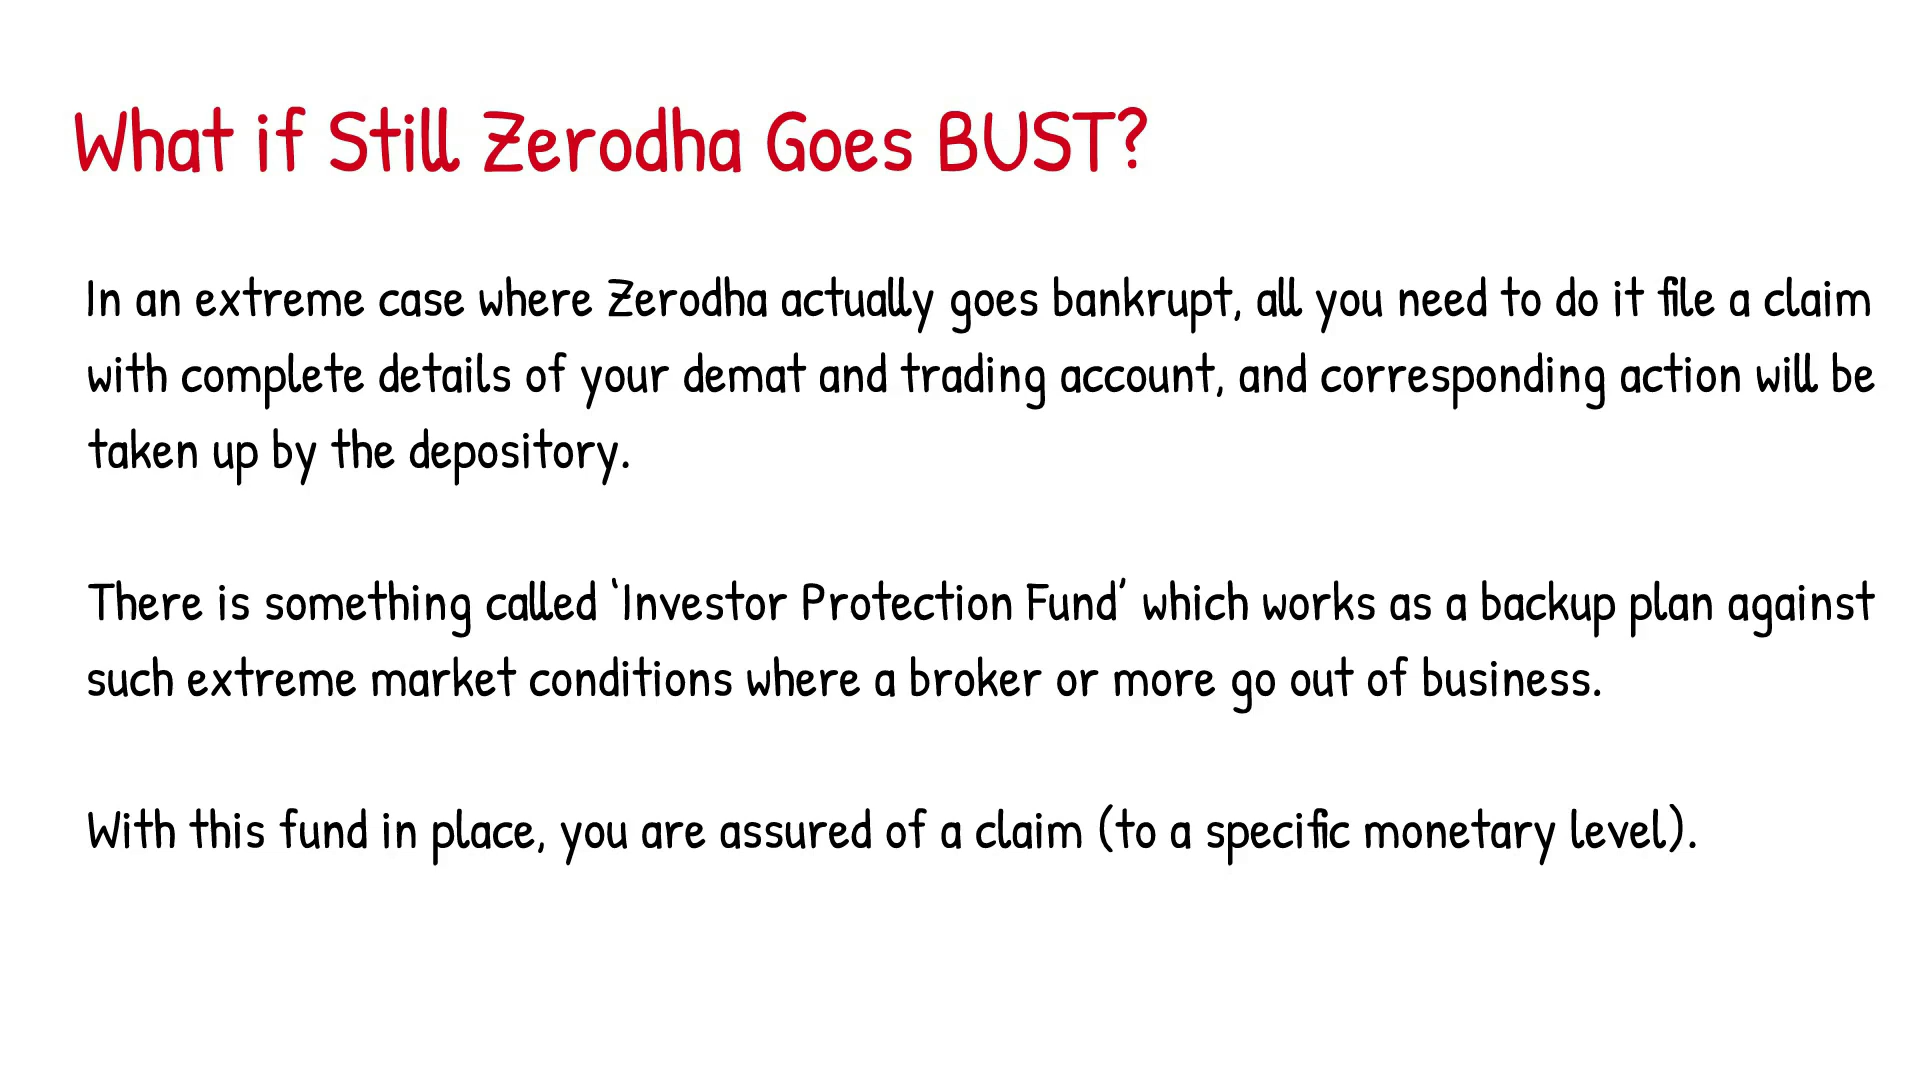 What if Still Zerodha Goes BUST?
In an extreme case where Zerodha actually goes bankrupt, all you need to do it file a claim
with complete details of your demat and trading account, and corresponding action will be
taken up by the depository.
There is something called ‘Investor Protection Fund’ which works as a backup plan against
such extreme market conditions where a broker or more go out of business.
With this fund in place, you are assured of a claim (to a specific monetary level).